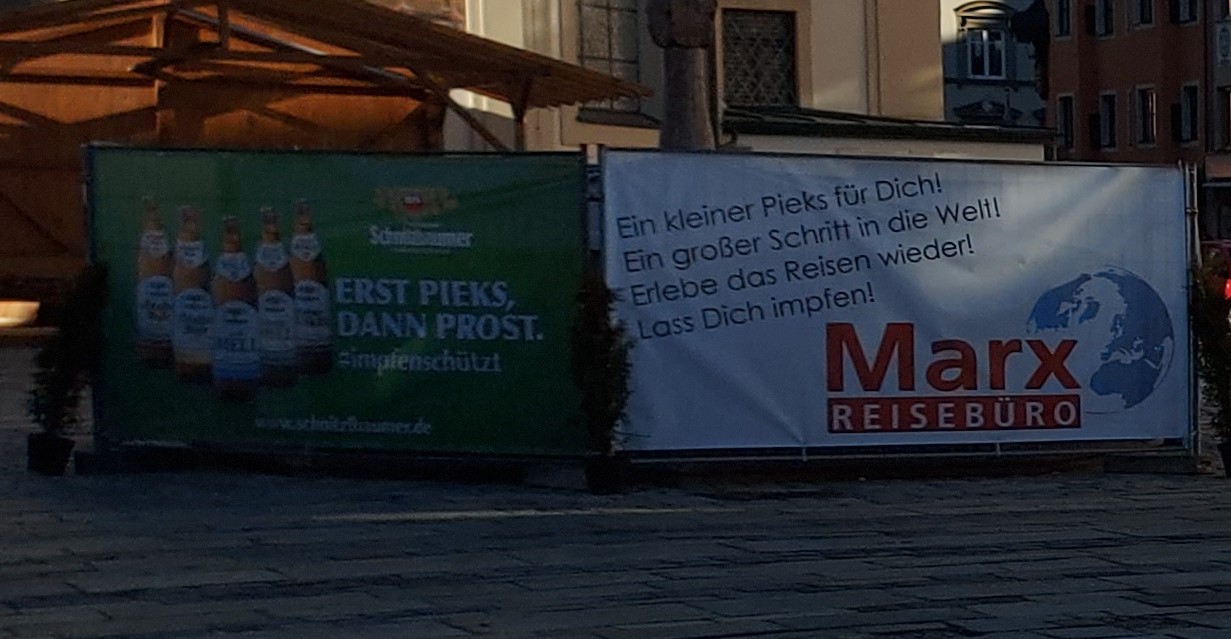 Schnitzlbaumer
ERST PIEKS,
DANN PROST.
#impfenschützt
www.schnitzlbaumer.de
Ein kleiner Pieks für Dich!
Ein großer Schritt in die Welt!
Erlebe das Reisen wieder!
Lass Dich impfen!
Marx
REISEBÜRO